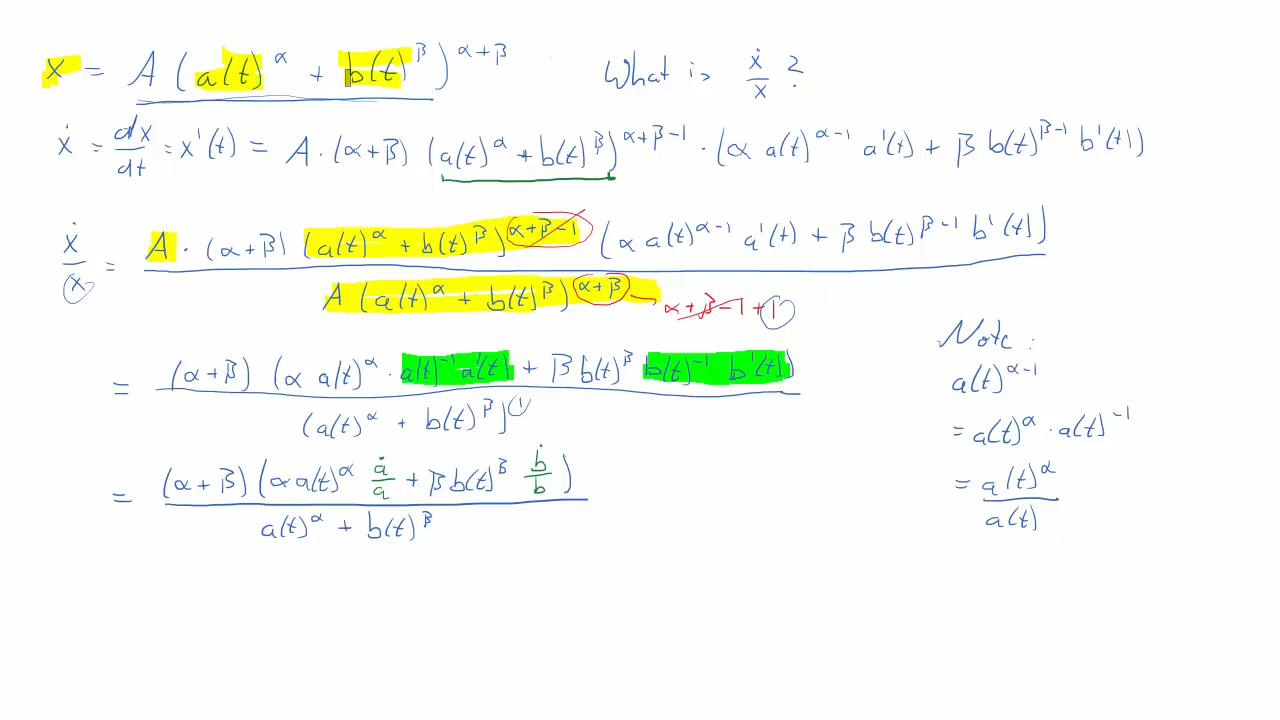 x = A (a(t)^α + b(t)^β)^α+β What is ẋ/x ?
ẋ = dx/dt = x'(t) = A · (α+β) (a(t)^α + b(t)^β)^α+β-1 · (α a(t)^α-1 a'(t) + β b(t)^β-1 b'(t))
ẋ/x = A · (α+β) (a(t)^α + b(t)^β)^α+β-1 (α a(t)^α-1 a'(t) + β b(t)^β-1 b'(t))
A (a(t)^α + b(t)^β)^α+β → α+β-1+1
= (α+β) (α a(t)^α · a(t)^-1 a'(t) + β b(t)^β b(t)^-1 b'(t))
(a(t)^α + b(t)^β)^1
= (α+β) (α a(t)^α ȧ/a + β b(t)^β ḃ/b)
a(t)^α + b(t)^β
Note:
a(t)^α-1
= a(t)^α · a(t)^-1
= a(t)^α
a(t)